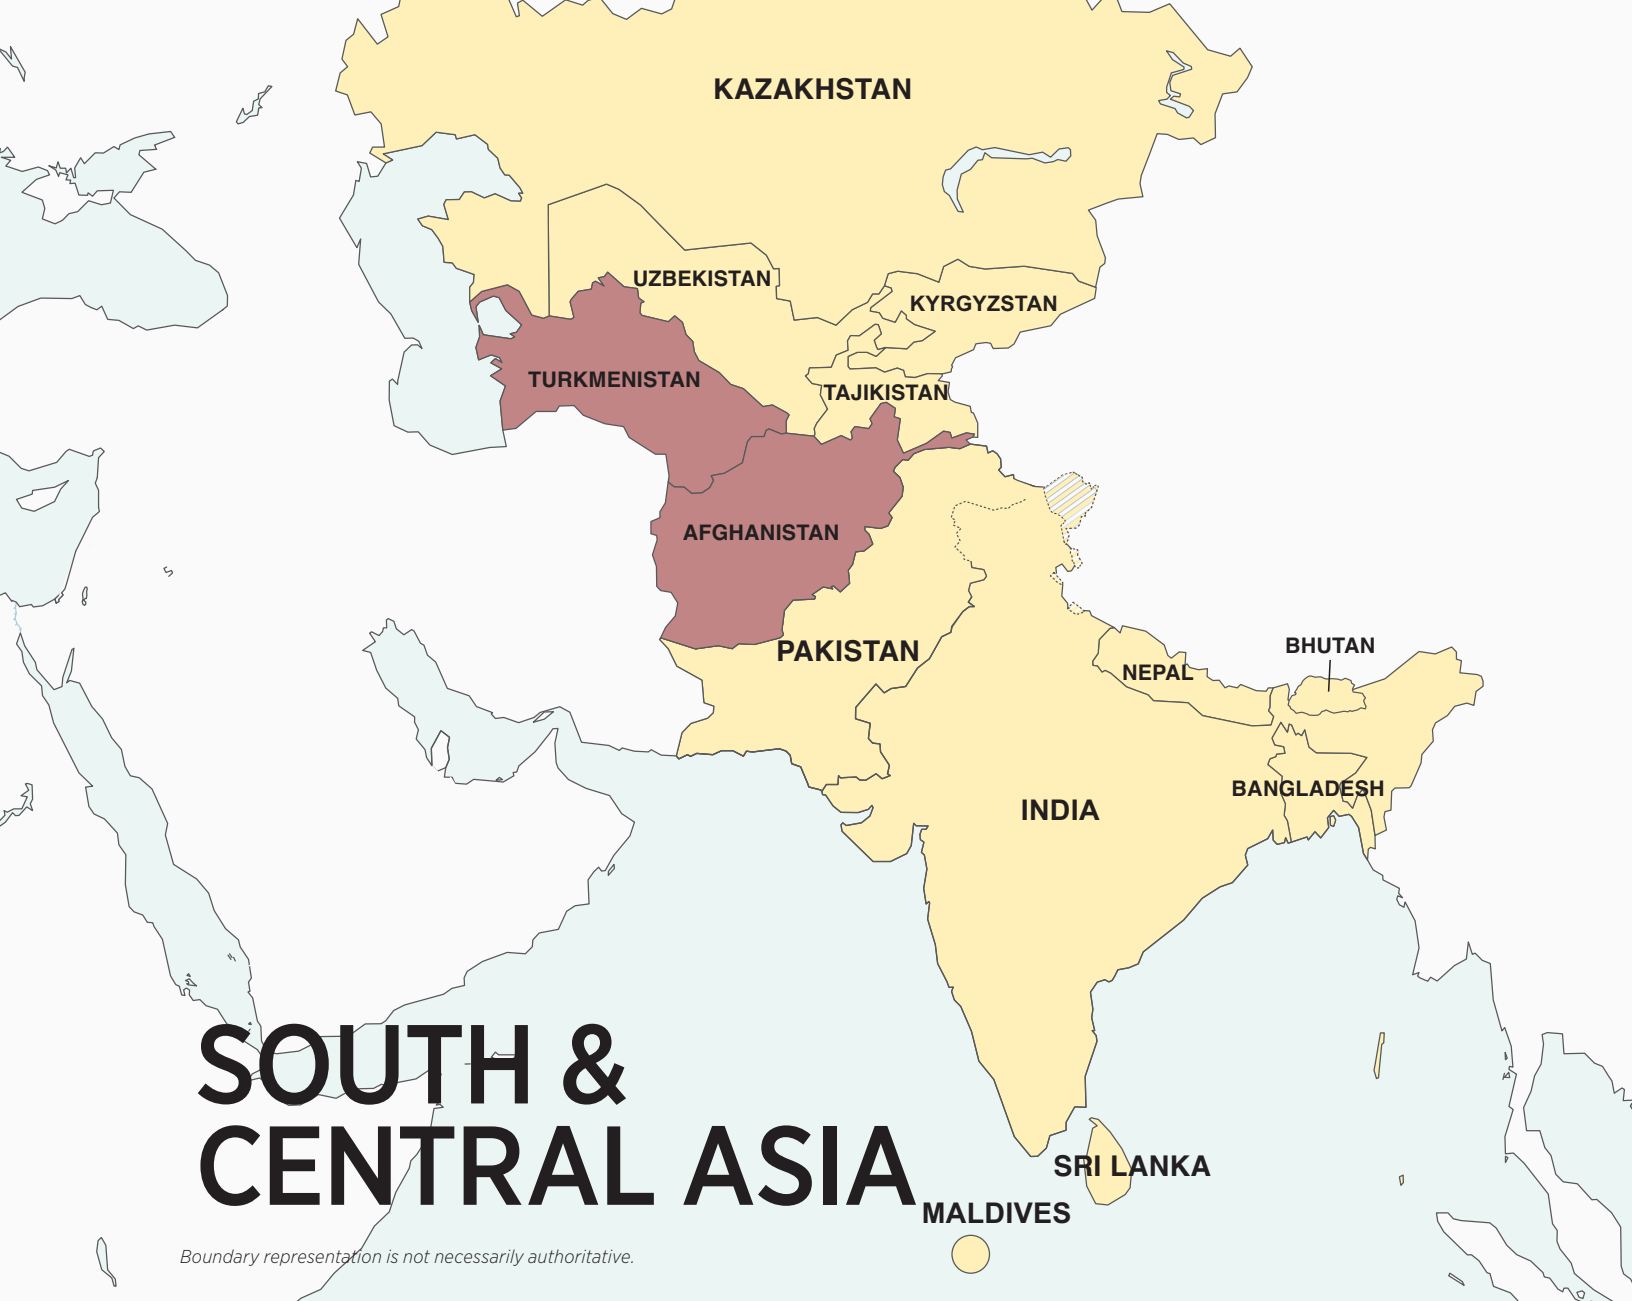 KAZAKHSTAN
UZBEKISTAN
KYRGYZSTAN
TURKMENISTAN
TAJIKISTAN
AFGHANISTAN
PAKISTAN
BHUTAN
NEPAL
BANGLADESH
INDIA
SOUTH &
CENTRAL ASIA
SRI LANKA
MALDIVES
Boundary representation is not necessarily authoritative.